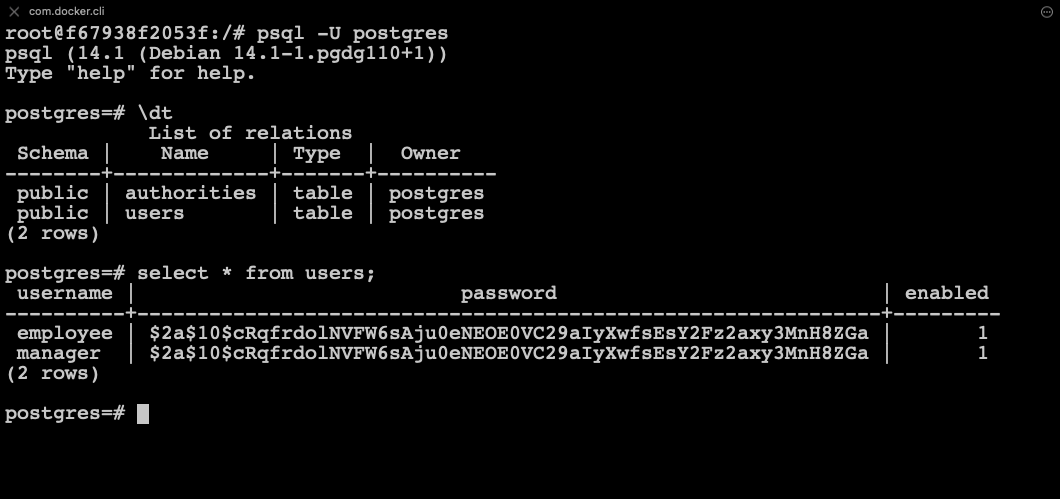 com.docker.cli
root@f67938f2053f:/# psql -U postgres
psql (14.1 (Debian 14.1-1.pgdg110+1))
Type "help" for help.
postgres=# \dt
List of relations
Schema | Name | Type | Owner
--------+-------------+-------+----------
public | authorities | table | postgres
public | users | table | postgres
(2 rows)
postgres=# select * from users;
username | password | enabled
----------+--------------------------------------------------------------+---------
employee | $2a$10$cRqfrdolNVFW6sAju0eNEOE0VC29aIyXwfsEsY2Fz2axy3MnH8ZGa | 1
manager | $2a$10$cRqfrdolNVFW6sAju0eNEOE0VC29aIyXwfsEsY2Fz2axy3MnH8ZGa | 1
(2 rows)
postgres=#